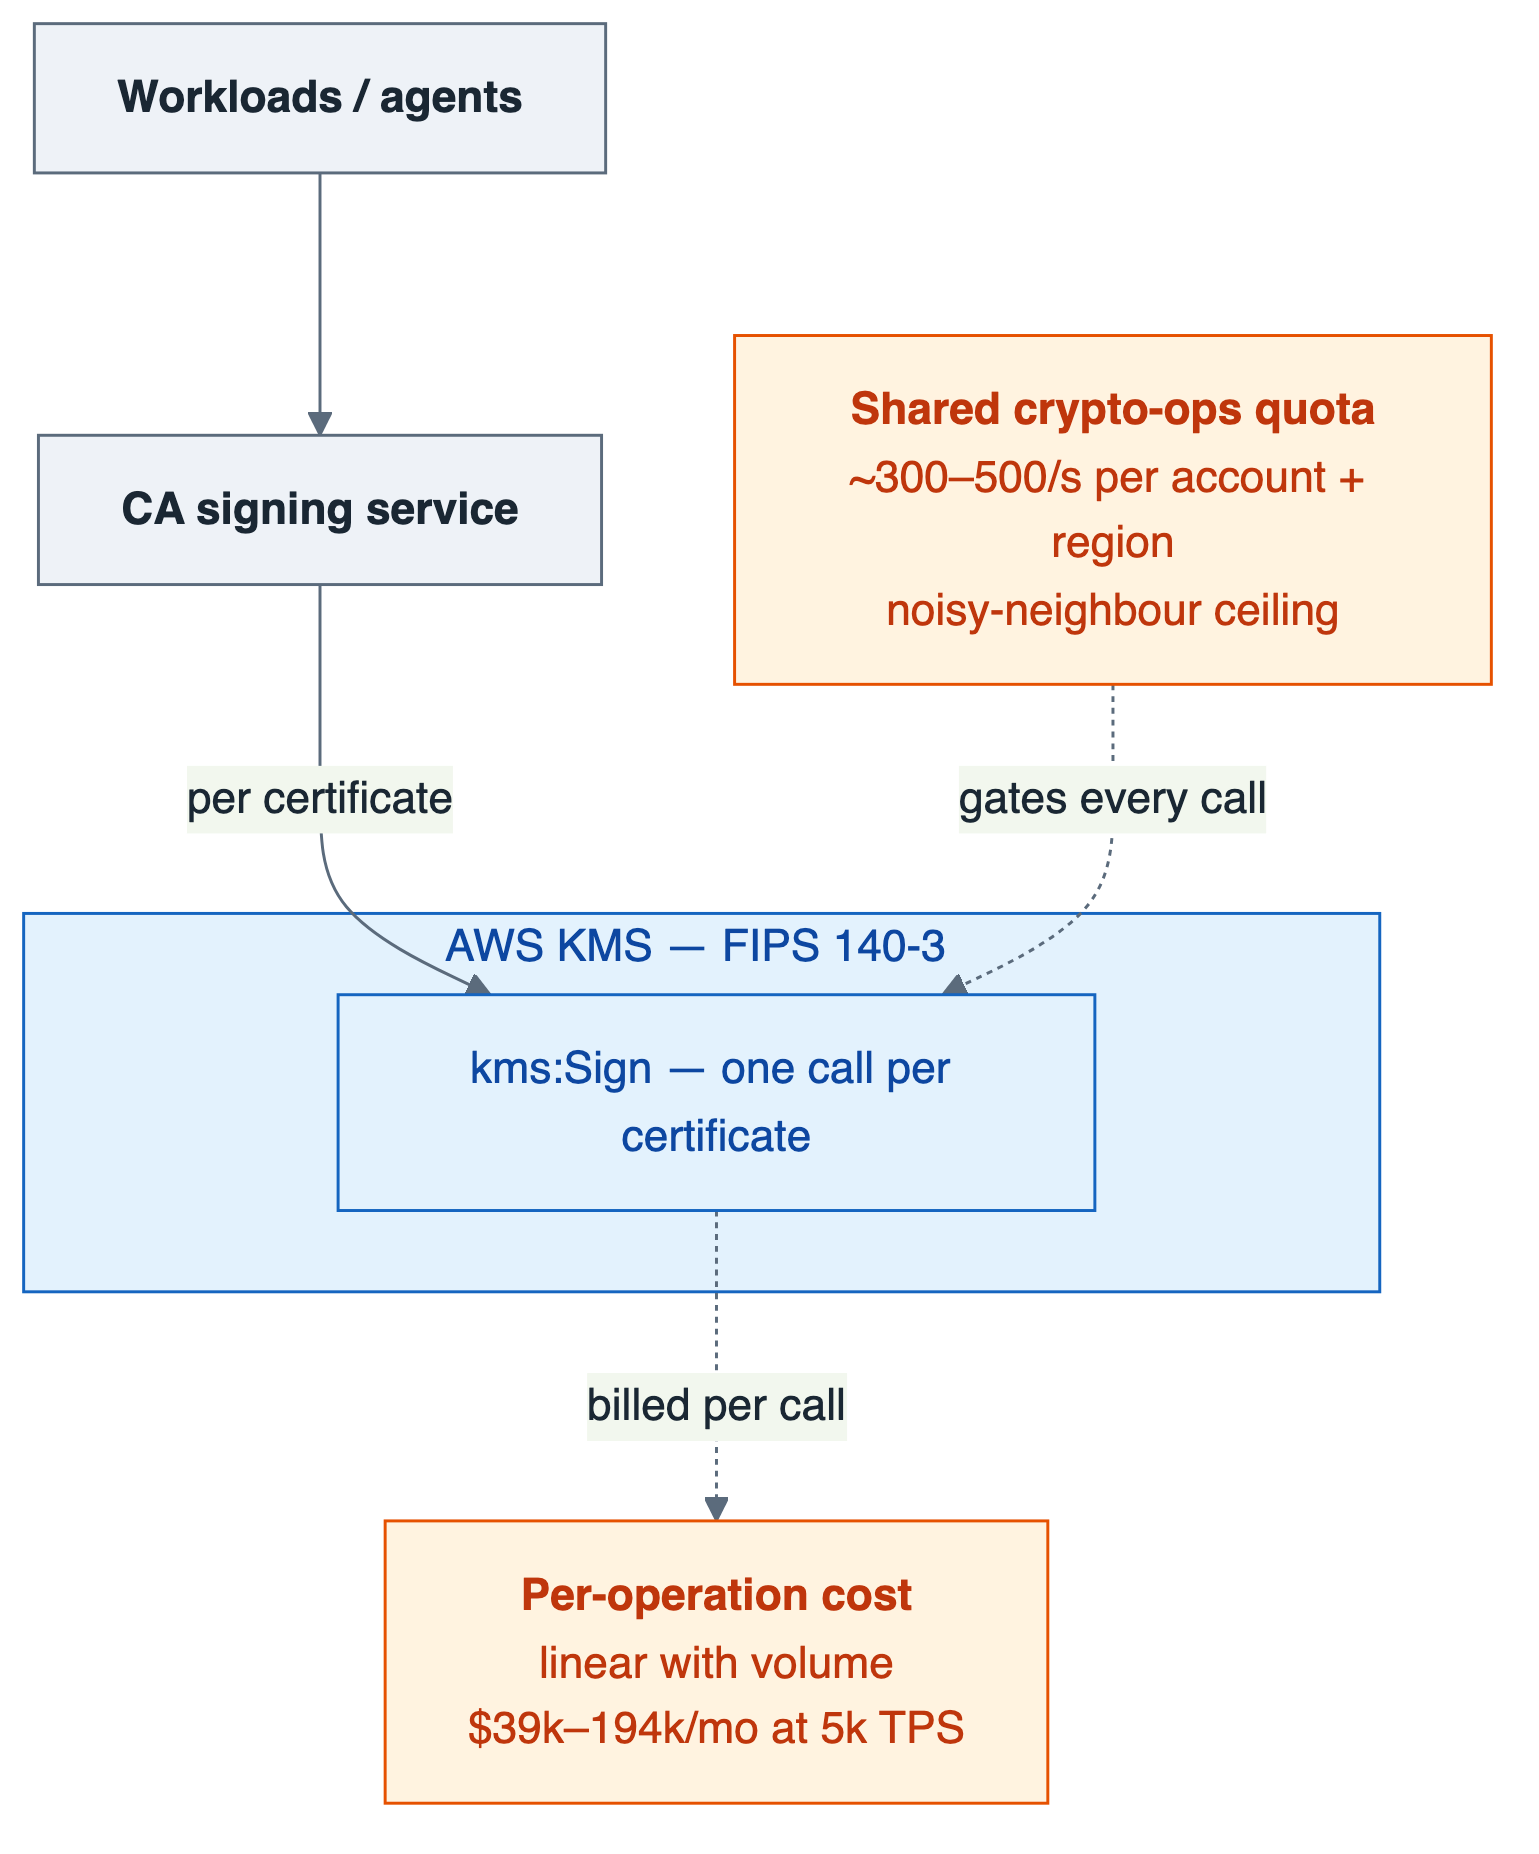 Workloads / agents
CA signing service
Shared crypto-ops quota
~300–500/s per account +
region
noisy-neighbour ceiling
per certificate
gates every call
AWS KMS — FIPS 140-3
kms:Sign — one call per
certificate
billed per call
Per-operation cost
linear with volume
$39k–194k/mo at 5k TPS